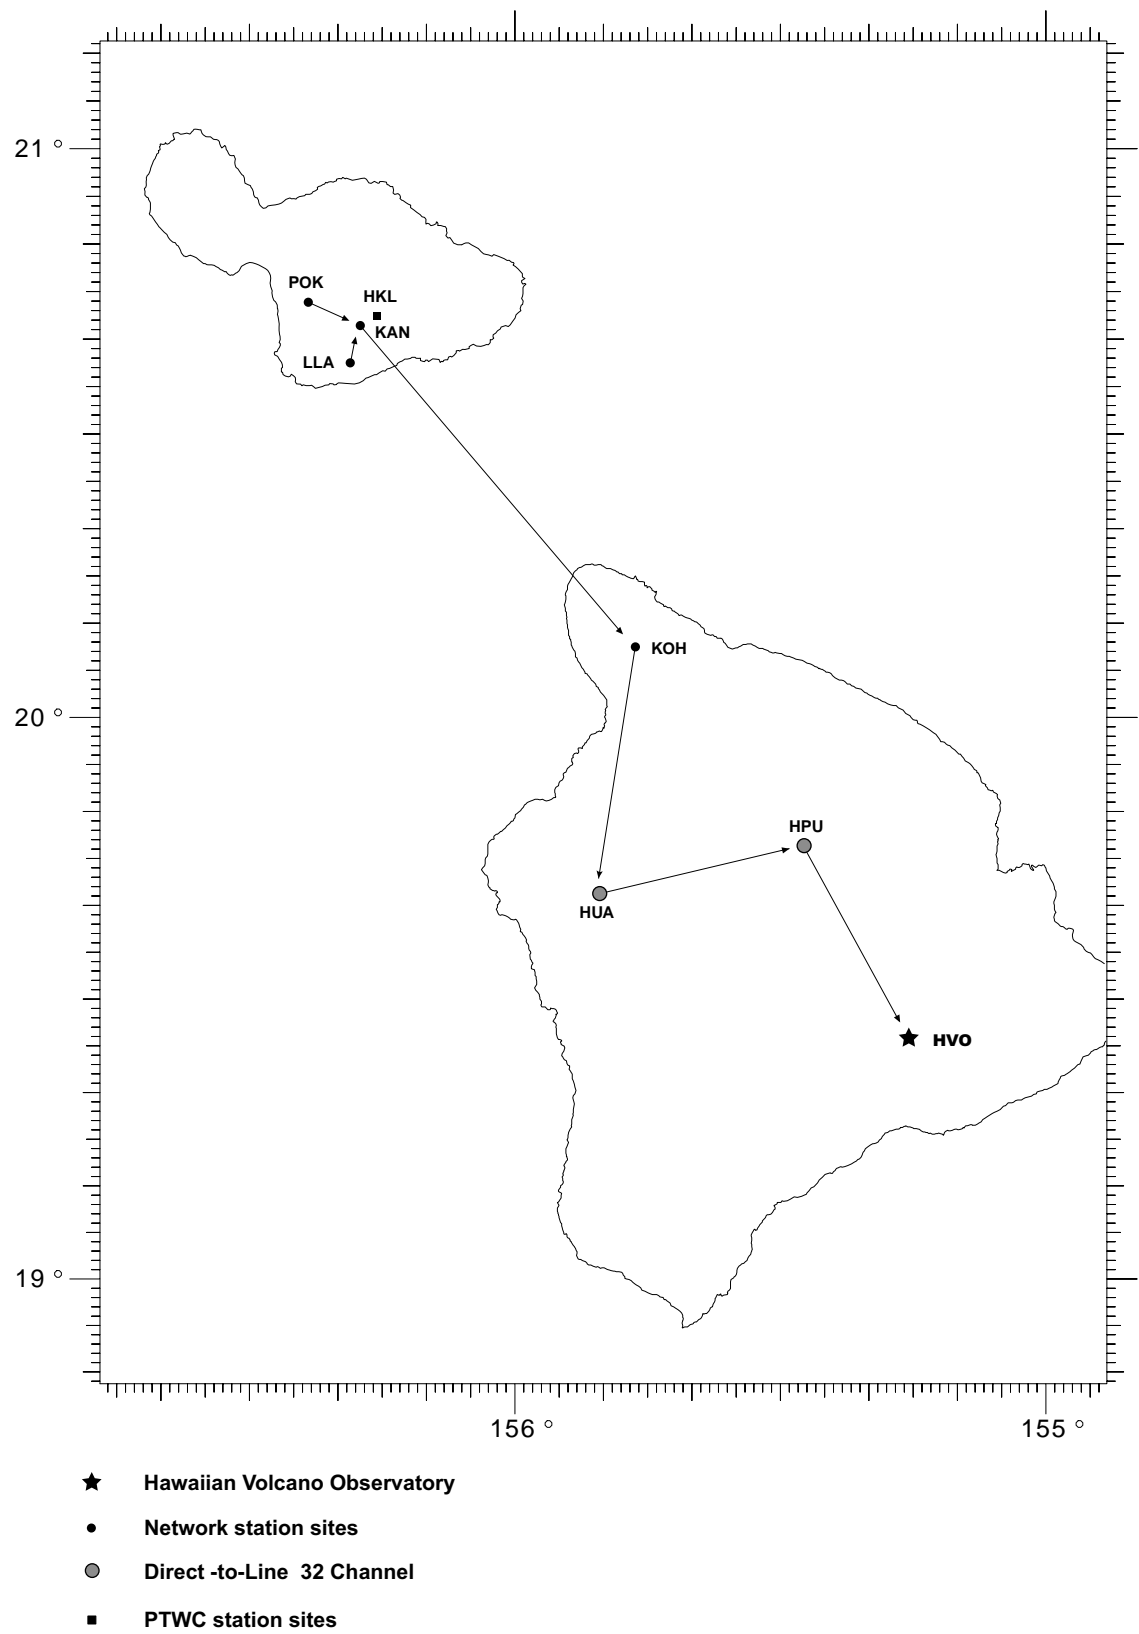 21 °
POK
HKL
KAN
LLA
KOH
20 °
HPU
HUA
HVO
19 °
156 °
155 °
Hawaiian Volcano Observatory
Network station sites
Direct -to-Line 32 Channel
PTWC station sites